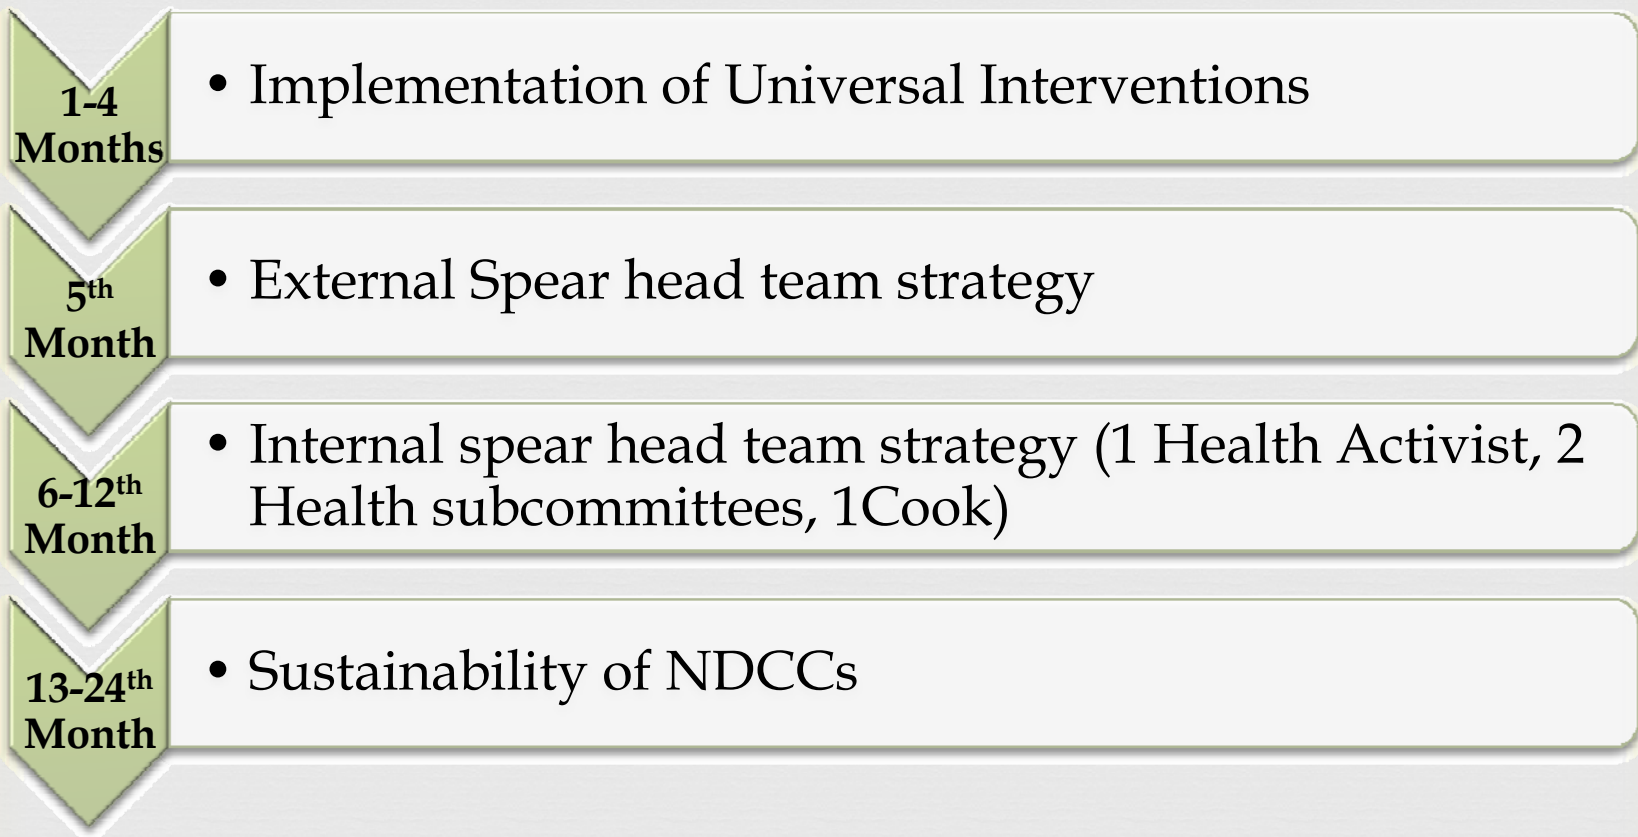 1-4
Months
• Implementation of Universal Interventions
5th
Month
• External Spear head team strategy
6-12th
Month
• Internal spear head team strategy (1 Health Activist, 2
Health subcommittees, 1Cook)
13-24th
Month
• Sustainability of NDCCs